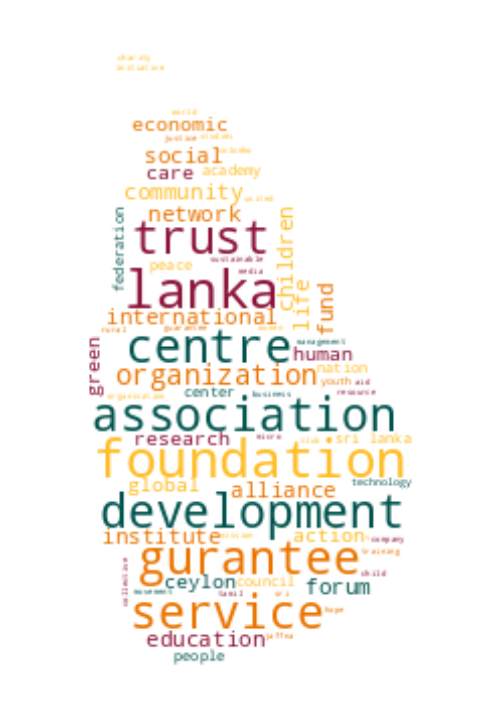 charity
initiative
world
economic
justice studies
social colombo
care academy
community united
federation network children
trust
sustainable
peace media
lanka life fund
international
rural guarantee
centre management
green human
organization nation
youth aid
center business resource
organisation
association
research micro club sri lanka
foundation
technology
global alliance
development
institute mission action company
training
gurantee
child
collective ceylon council forum
movement tamil sri
service hope
education jaffna
people